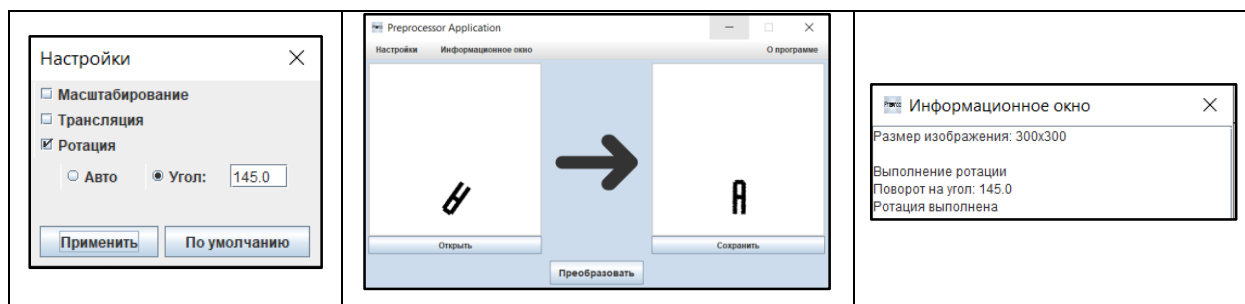 Настройки
Масштабирование
Трансляция
Ротация
Авто Угол: 145.0
Применить По умолчанию
Preprocessor Application
Настройки Информационное окно О программе
A A
Открыть Сохранить
Преобразовать
Информационное окно
Размер изображения: 300x300
Выполнение ротации
Поворот на угол: 145.0
Ротация выполнена